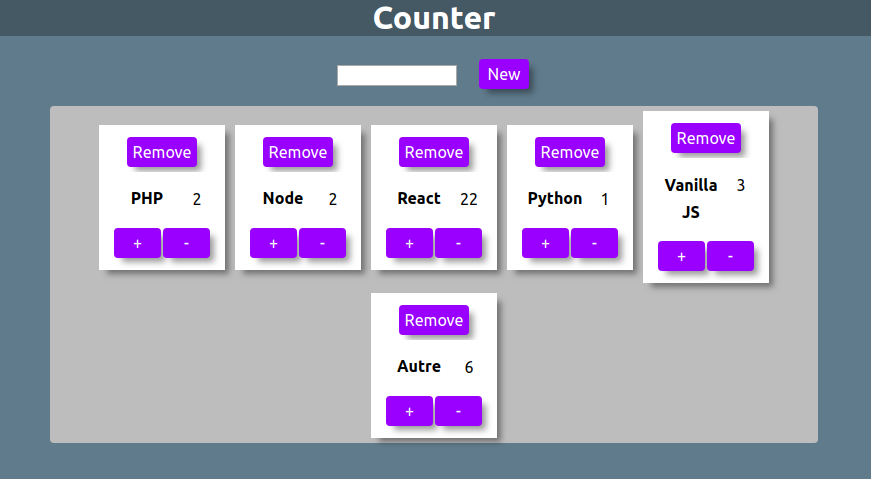 Counter
New
Remove
PHP 2
+ -
Remove
Node 2
+ -
Remove
React 22
+ -
Remove
Python 1
+ -
Remove
Vanilla 3
JS
+ -
Remove
Autre 6
+ -